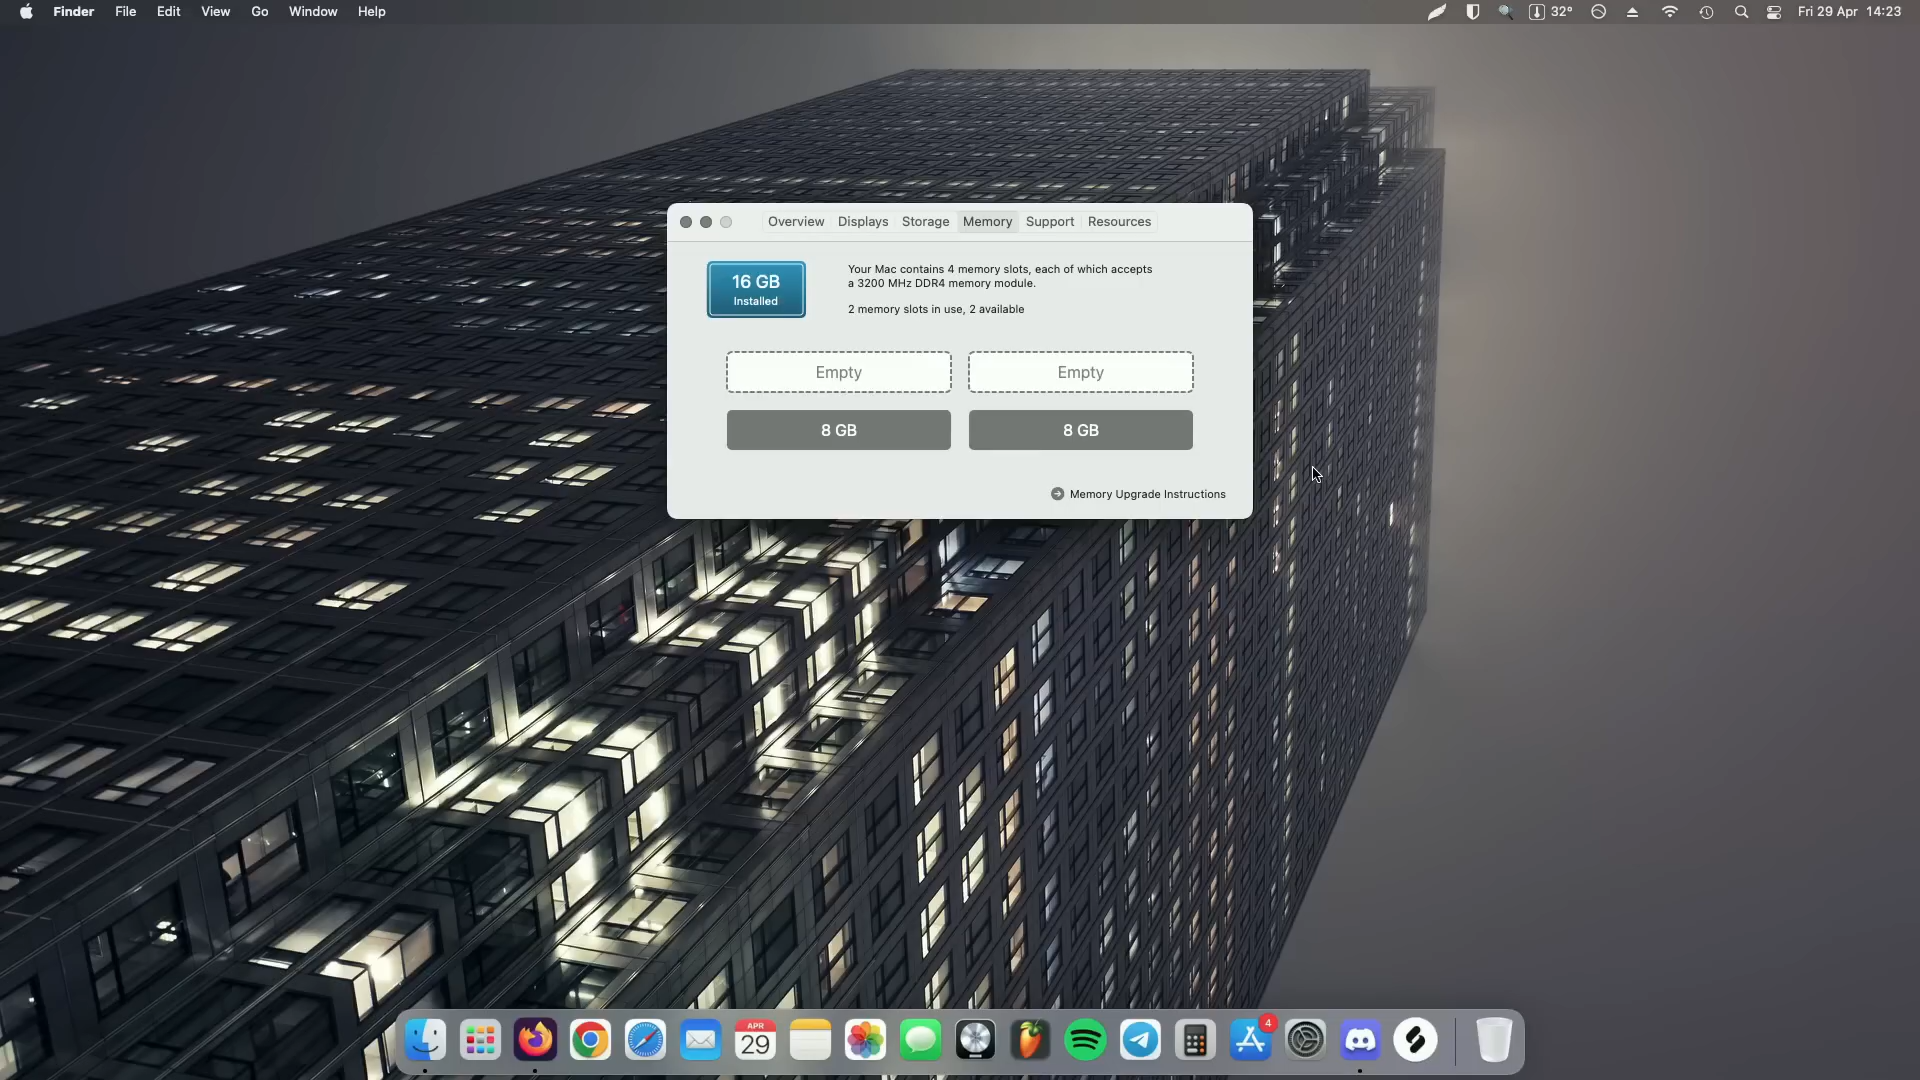 Finder File Edit View Go Window Help 32° Fri 29 Apr 14:23
Overview Displays Storage Memory Support Resources
16 GB
Installed
Your Mac contains 4 memory slots, each of which accepts
a 3200 MHz DDR4 memory module.
2 memory slots in use, 2 available
Empty Empty
8 GB 8 GB
Memory Upgrade Instructions
APR
29
4